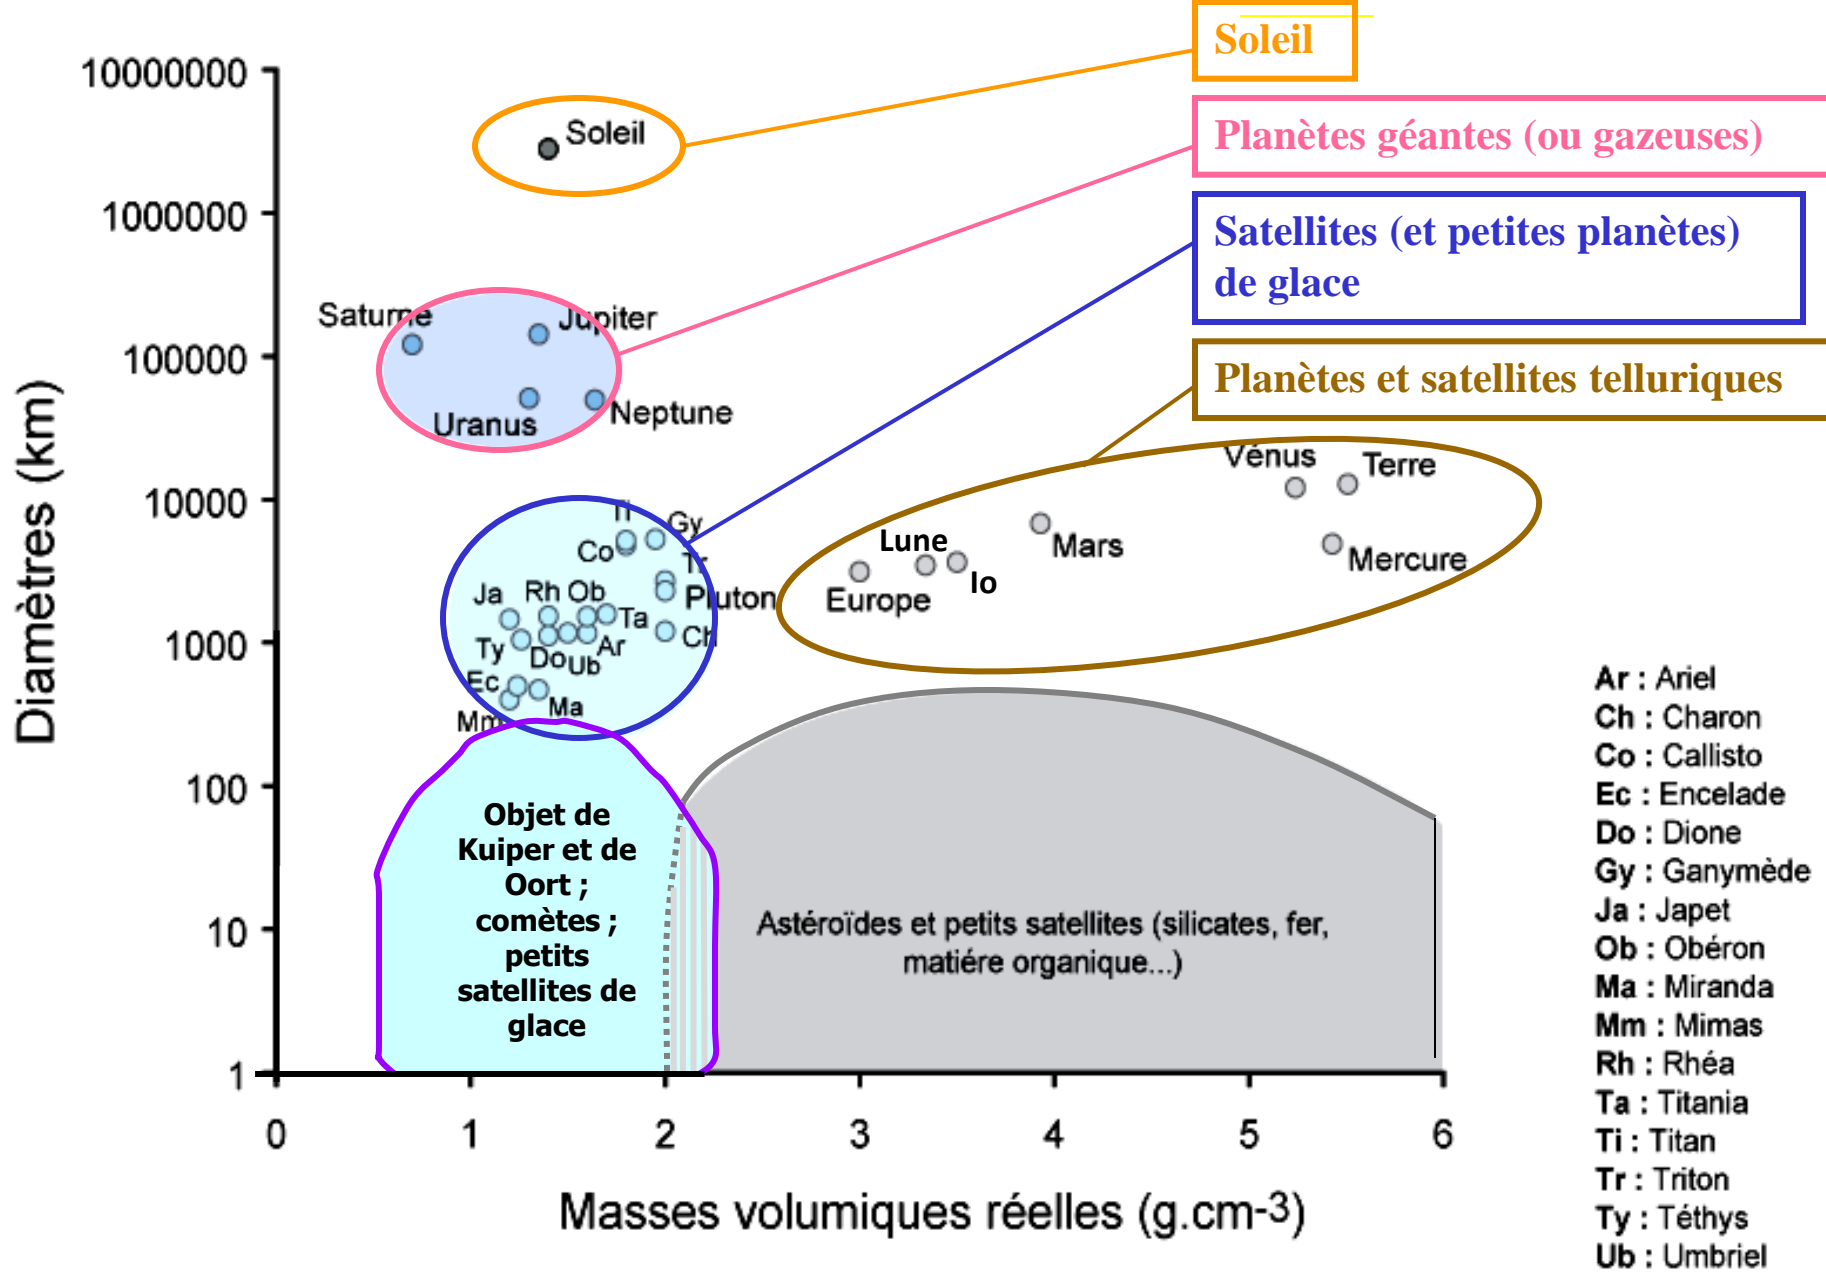 Soleil
Planètes géantes (ou gazeuses)
Satellites (et petites planètes)
de glace
Planètes et satellites telluriques
Diamètres (km)
10000000
1000000
100000
10000
1000
100
10
1
Soleil
Saturne
Jupiter
Uranus
Neptune
Ti
Gy
Co
Tr
Pluton
Ja
Rh
Ob
Ta
Ch
Ty
Do
Ub
Ar
Ec
Ma
Mm
Vénus
Terre
Lune
Mars
Mercure
Io
Europe
Objet de
Kuiper et de
Oort ;
comètes ;
petits
satellites de
glace
Astéroïdes et petits satellites (silicates, fer,
matiére organique...)
0
1
2
3
4
5
6
Masses volumiques réelles (g.cm-3)
Ar : Ariel
Ch : Charon
Co : Callisto
Ec : Encelade
Do : Dione
Gy : Ganymède
Ja : Japet
Ob : Obéron
Ma : Miranda
Mm : Mimas
Rh : Rhéa
Ta : Titania
Ti : Titan
Tr : Triton
Ty : Téthys
Ub : Umbriel